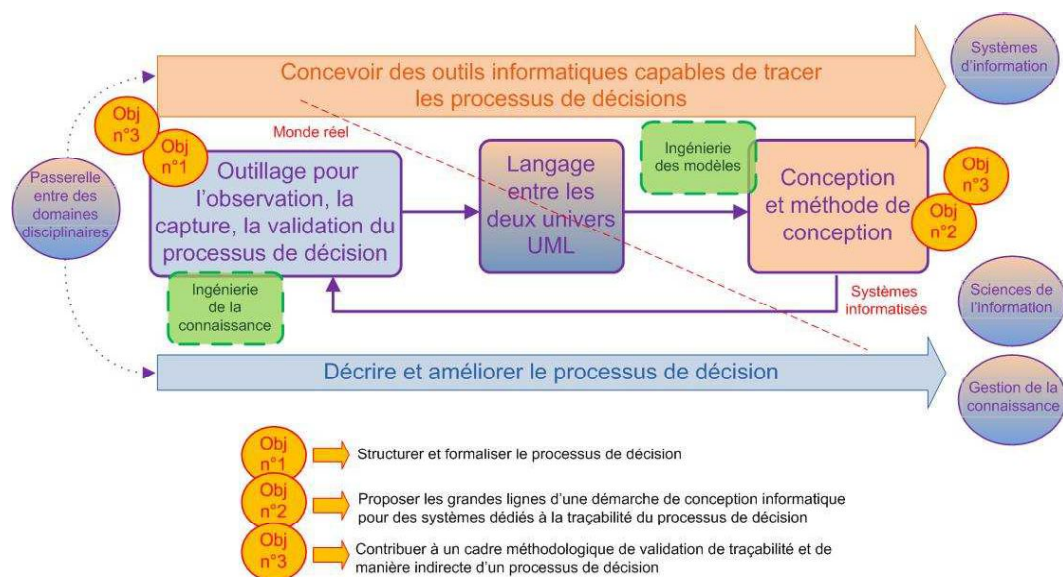 Concevoir des outils informatiques capables de tracer
les processus de décisions
Systèmes
d'information
Obj
n°3
Obj
n°1
Monde réel
Passerelle
entre des
domaines
disciplinaires
Outillage pour
l'observation, la
capture, la validation du
processus de décision
Langage
entre les
deux univers
UML
Ingénierie
des modèles
Conception
et méthode de
conception
Obj
n°3
Obj
n°2
Ingénierie
de la
connaissance
Systèmes
informatisés
Sciences de
l'Information
Décrire et améliorer le processus de décision
Gestion de la
connaissance
Obj
n°1
Structurer et formaliser le processus de décision
Obj
n°2
Proposer les grandes lignes d'une démarche de conception informatique
pour des systèmes dédiés à la traçabilité du processus de décision
Obj
n°3
Contribuer à un cadre méthodologique de validation de traçabilité et de
manière indirecte d'un processus de décision